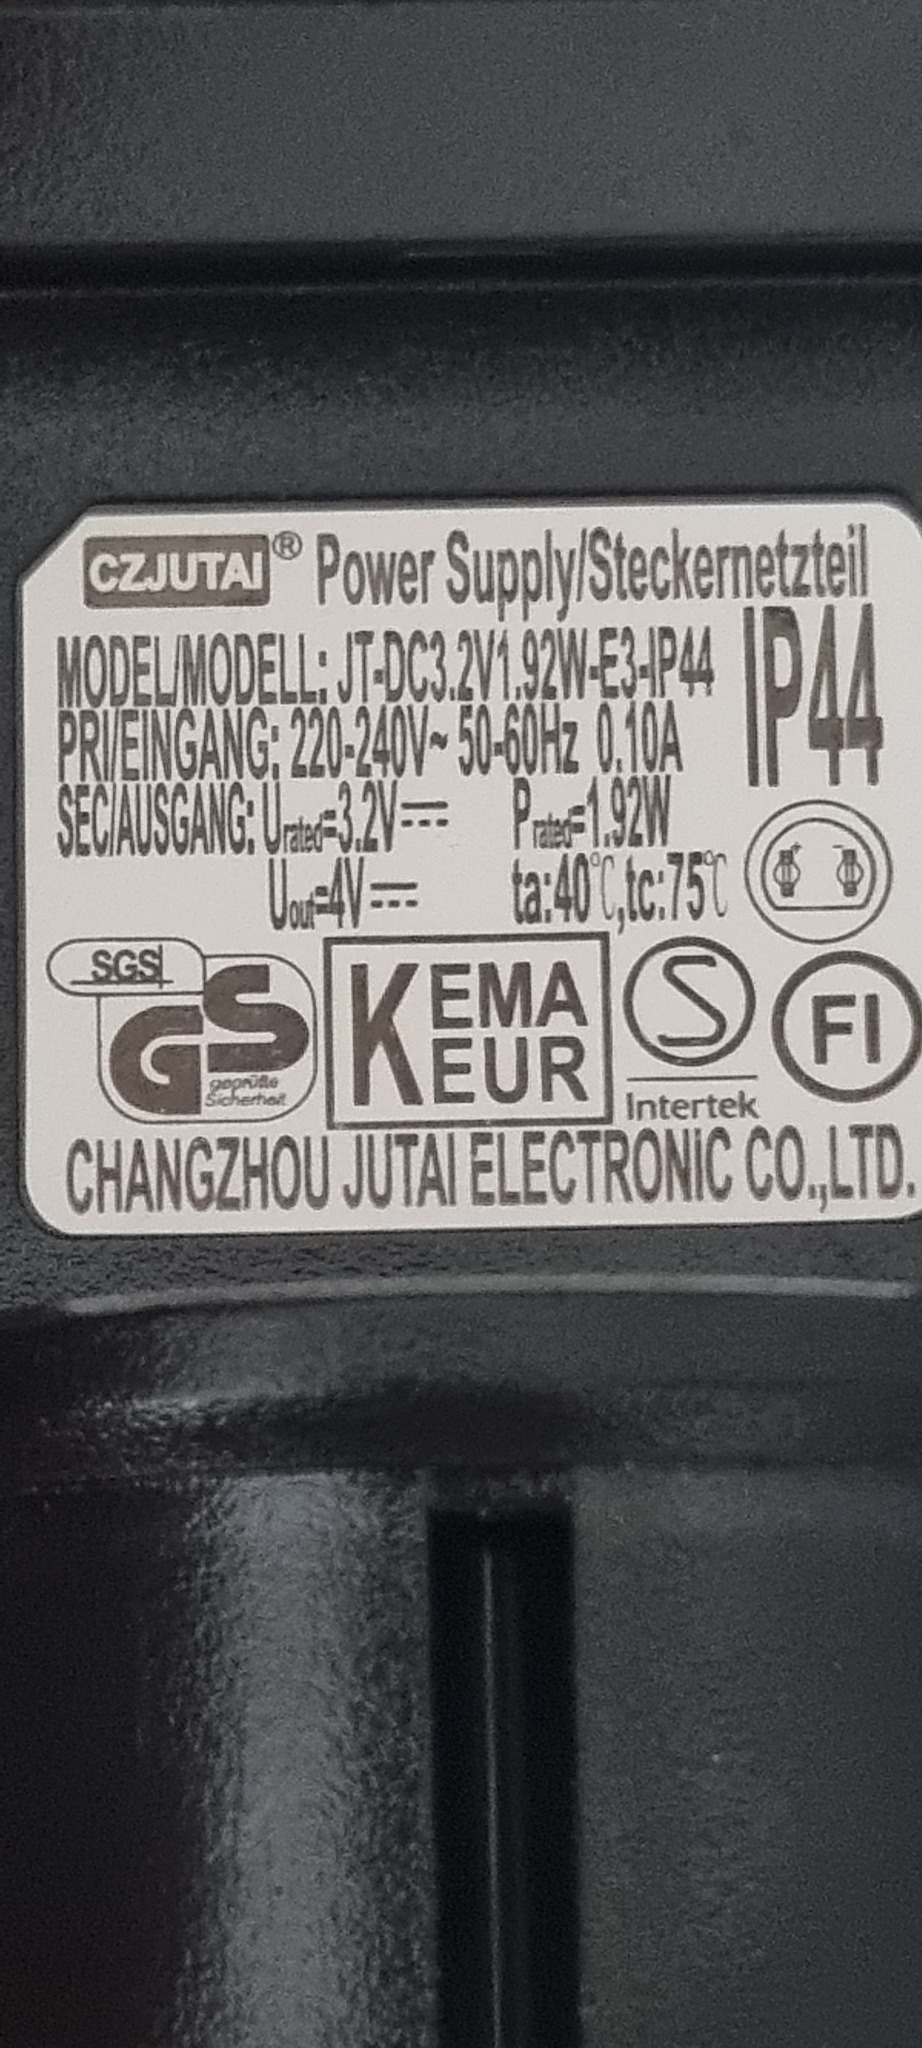 CZJUTAI® Power Supply/Steckernetzteil
MODEL/MODELL: JT-DC3.2V1.92W-E3-IP44
IP44
PRI/EINGANG: 220-240V~ 50-60Hz 0.10A
SEC/AUSGANG: Urated=3.2V⎓ Prated=1.92W
Uout=4V⎓ ta:40℃,tc:75℃
+ -
SGS
GS
geprüfte
Sicherheit
KEMA
KEUR
S
Intertek
FI
CHANGZHOU JUTAI ELECTRONIC CO.,LTD.